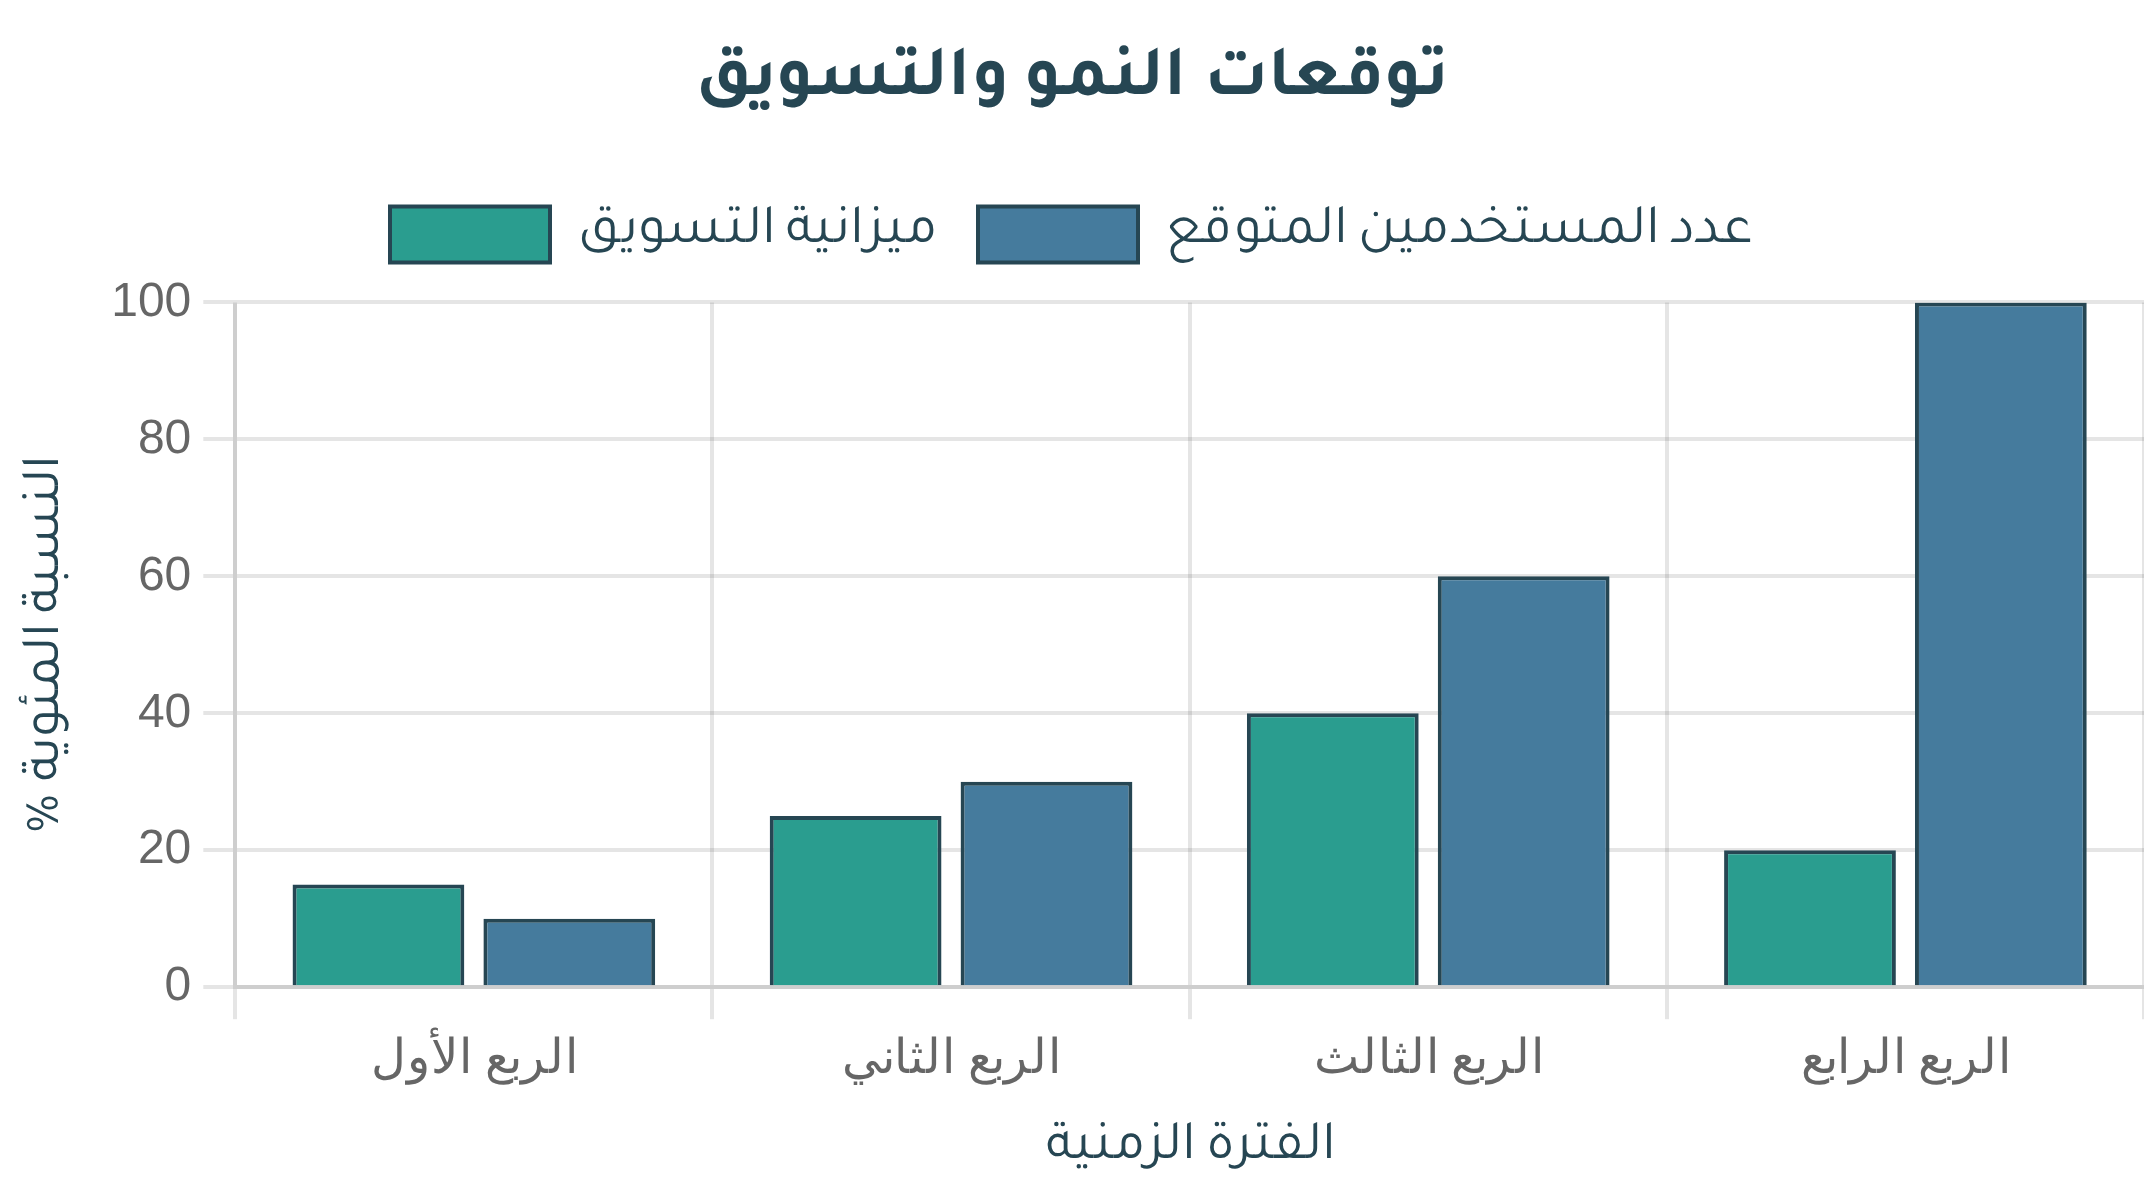 توقعات النمو والتسويق
عدد المستخدمين المتوقع
ميزانية التسويق
النسبة المئوية %
100
80
60
40
20
0
الربع الأول
الربع الثاني
الربع الثالث
الربع الرابع
الفترة الزمنية